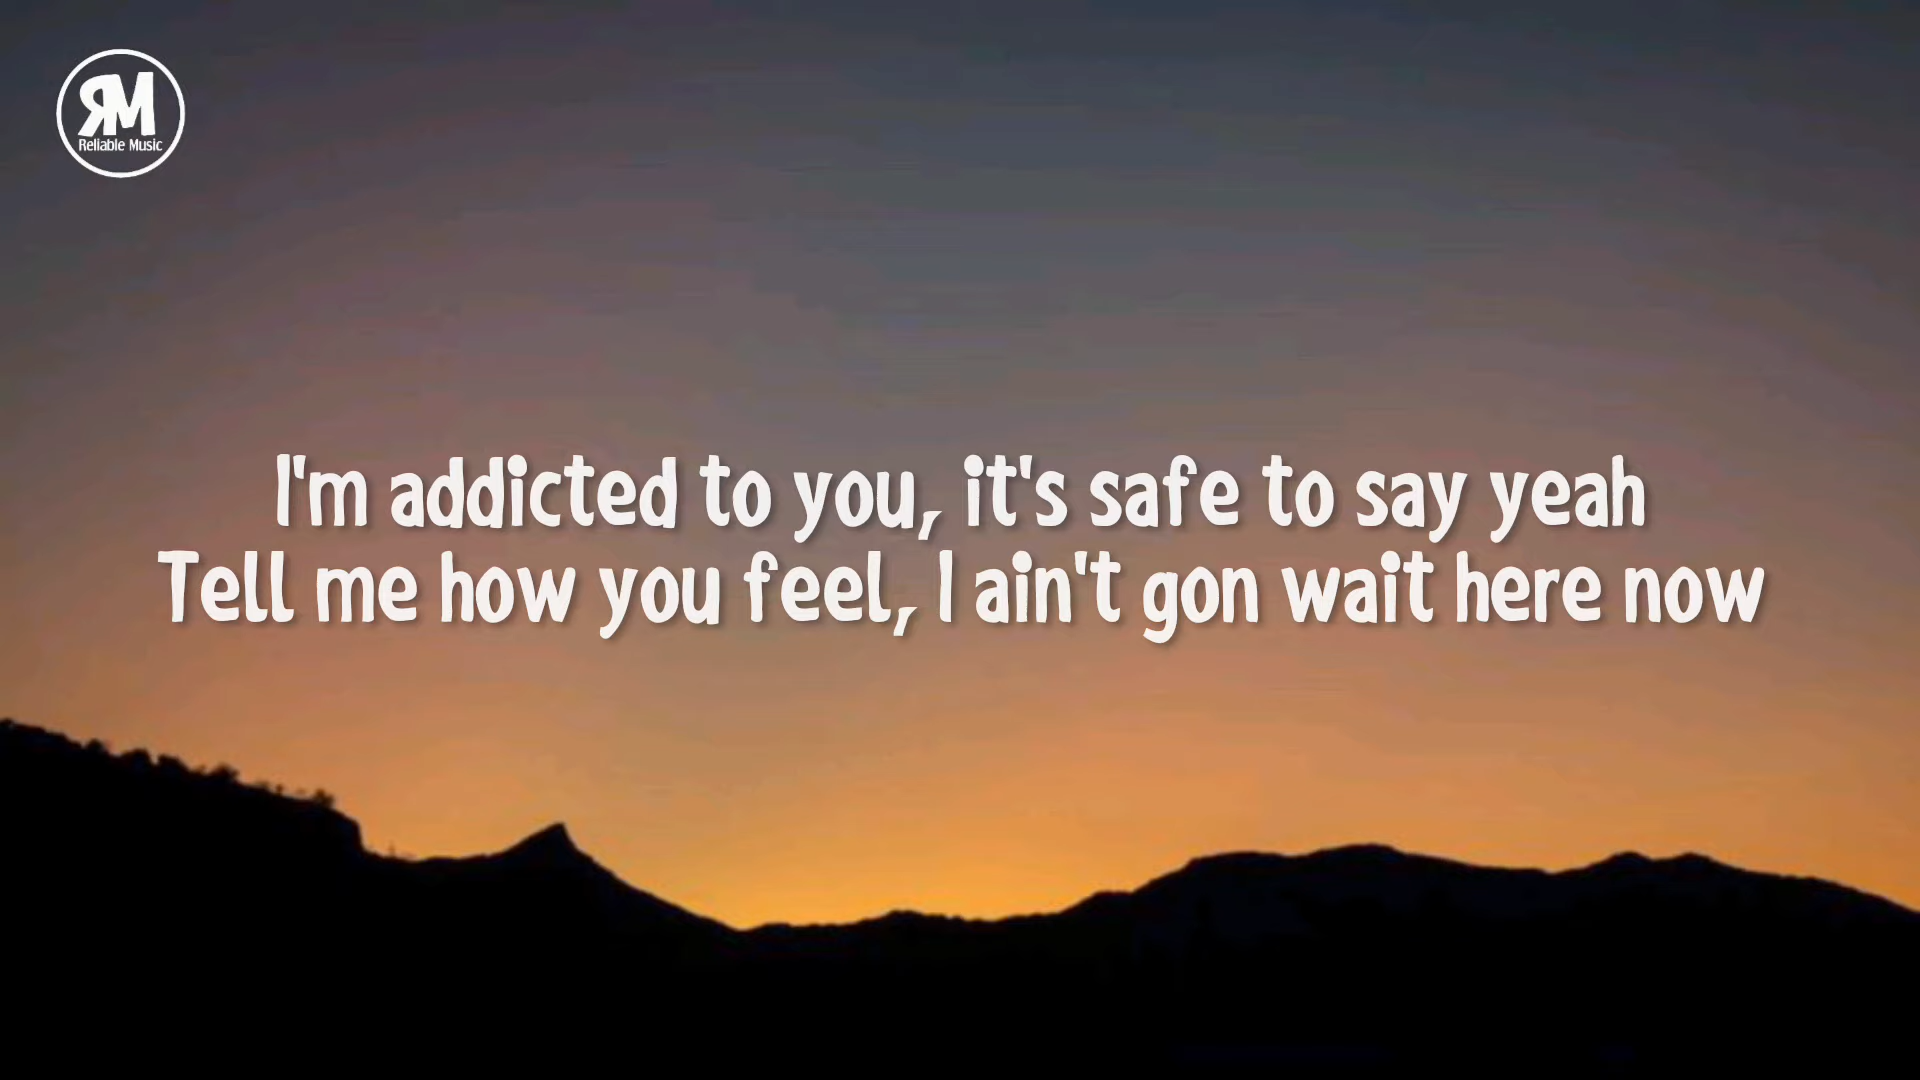 RM
Reliable Music
I'm addicted to you, it's safe to say yeah
Tell me how you feel, I ain't gon wait here now